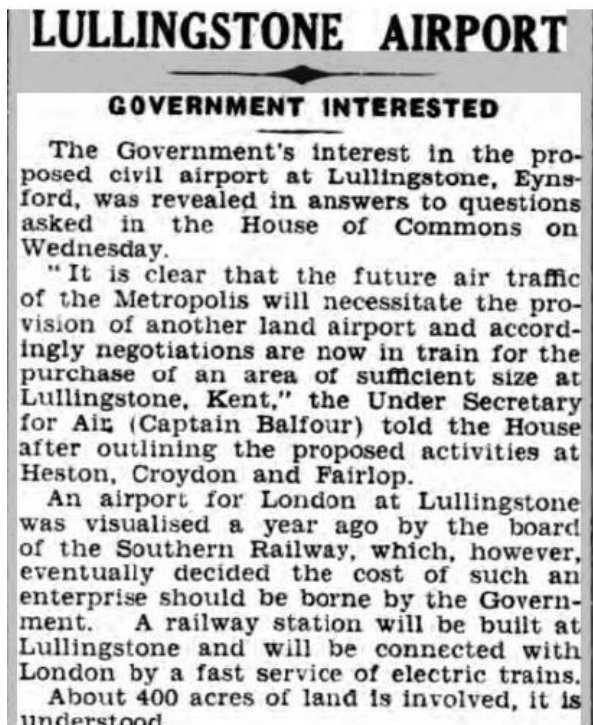 LULLINGSTONE AIRPORT
GOVERNMENT INTERESTED
The Government's interest in the pro-
posed civil airport at Lullingstone, Eyns-
ford, was revealed in answers to questions
asked in the House of Commons on
Wednesday.
"It is clear that the future air traffic
of the Metropolis will necessitate the pro-
vision of another land airport and accord-
ingly negotiations are now in train for the
purchase of an area of sufficient size at
Lullingstone, Kent," the Under Secretary
for Air, (Captain Balfour) told the House
after outlining the proposed activities at
Heston, Croydon and Fairlop.
An airport for London at Lullingstone
was visualised a year ago by the board
of the Southern Railway, which, however,
eventually decided the cost of such an
enterprise should be borne by the Govern-
ment. A railway station will be built at
Lullingstone and will be connected with
London by a fast service of electric trains.
About 400 acres of land is involved, it is
understood.